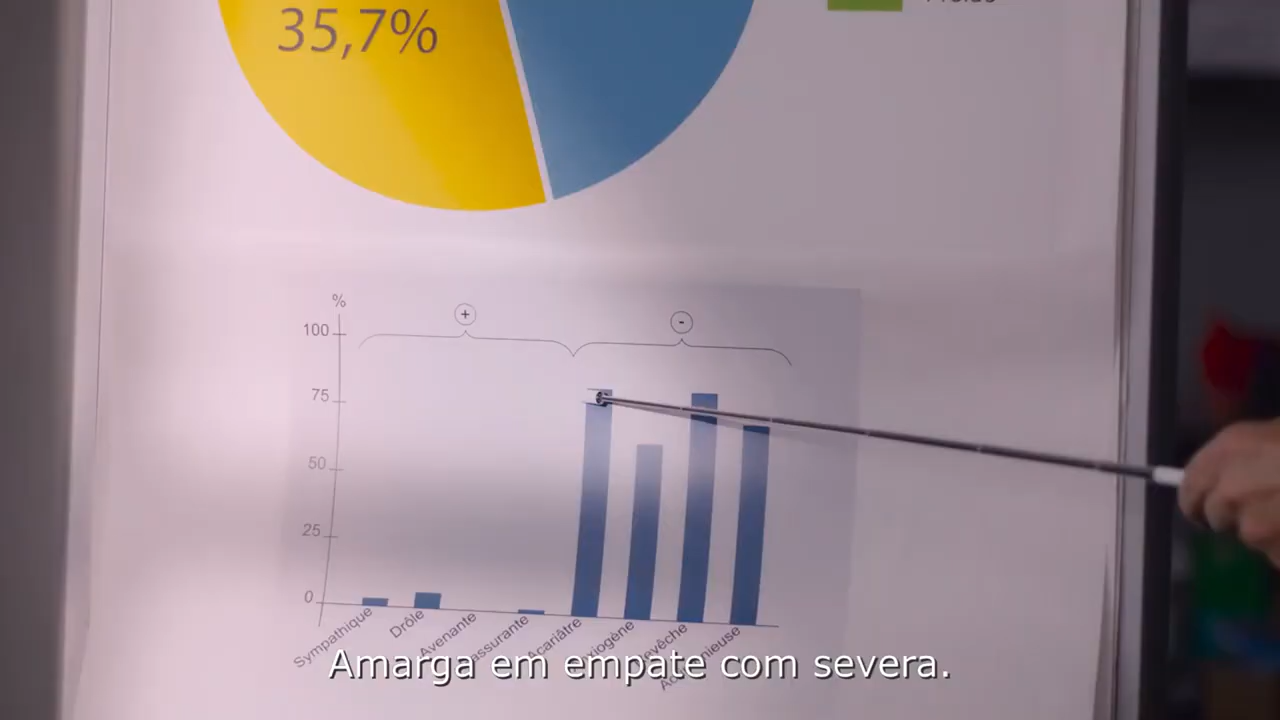 35,7%
%
+
-
100
75
50
25
0
Sympathique
Drôle
Avenante
Acariâtre
Amarga em empate com severa.